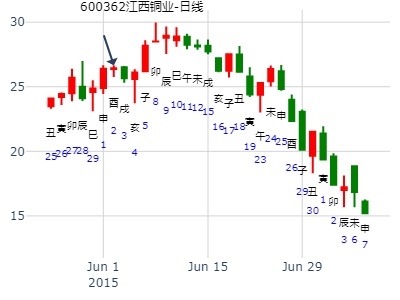 600362江西铜业-日线
30
25
20
15
丑
25
寅
26
卯
27
辰
28
巳
29
申
1
酉
2
戌
3
亥
4
子
5
卯
8
辰
9
巳
10
午
11
未
12
戌
15
亥
16
子
17
丑
18
寅
19
午
23
未
24
申
25
酉
26
子
29
丑
30
寅
1
卯
2
辰
3
未
6
申
7
Jun 1
2015
Jun 15
Jun 29